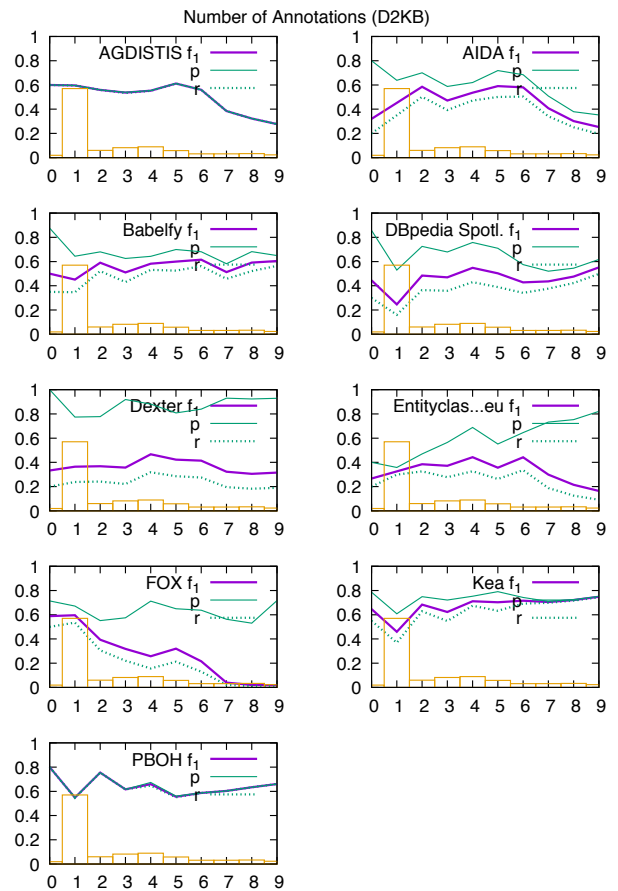 Number of Annotations (D2KB)
AGDISTIS f1
p
r
1
0.8
0.6
0.4
0.2
0
0 1 2 3 4 5 6 7 8 9
AIDA f1
p
r
1
0.8
0.6
0.4
0.2
0
0 1 2 3 4 5 6 7 8 9
Babelfy f1
p
r
1
0.8
0.6
0.4
0.2
0
0 1 2 3 4 5 6 7 8 9
DBpedia Spotl. f1
p
r
1
0.8
0.6
0.4
0.2
0
0 1 2 3 4 5 6 7 8 9
Dexter f1
p
r
1
0.8
0.6
0.4
0.2
0
0 1 2 3 4 5 6 7 8 9
Entityclas...eu f1
p
r
1
0.8
0.6
0.4
0.2
0
0 1 2 3 4 5 6 7 8 9
FOX f1
p
r
1
0.8
0.6
0.4
0.2
0
0 1 2 3 4 5 6 7 8 9
Kea f1
p
r
1
0.8
0.6
0.4
0.2
0
0 1 2 3 4 5 6 7 8 9
PBOH f1
p
r
1
0.8
0.6
0.4
0.2
0
0 1 2 3 4 5 6 7 8 9